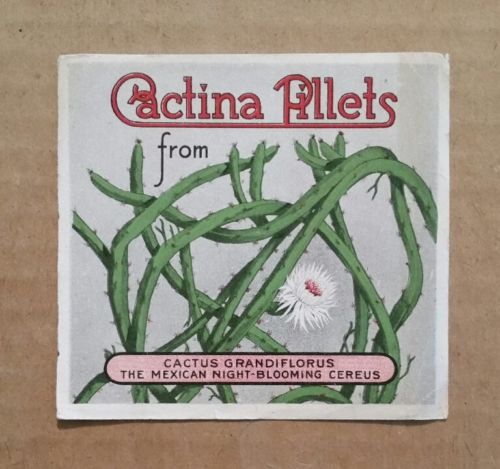 Cactina Pillets
from
CACTUS GRANDIFLORUS
THE MEXICAN NIGHT-BLOOMING CEREUS